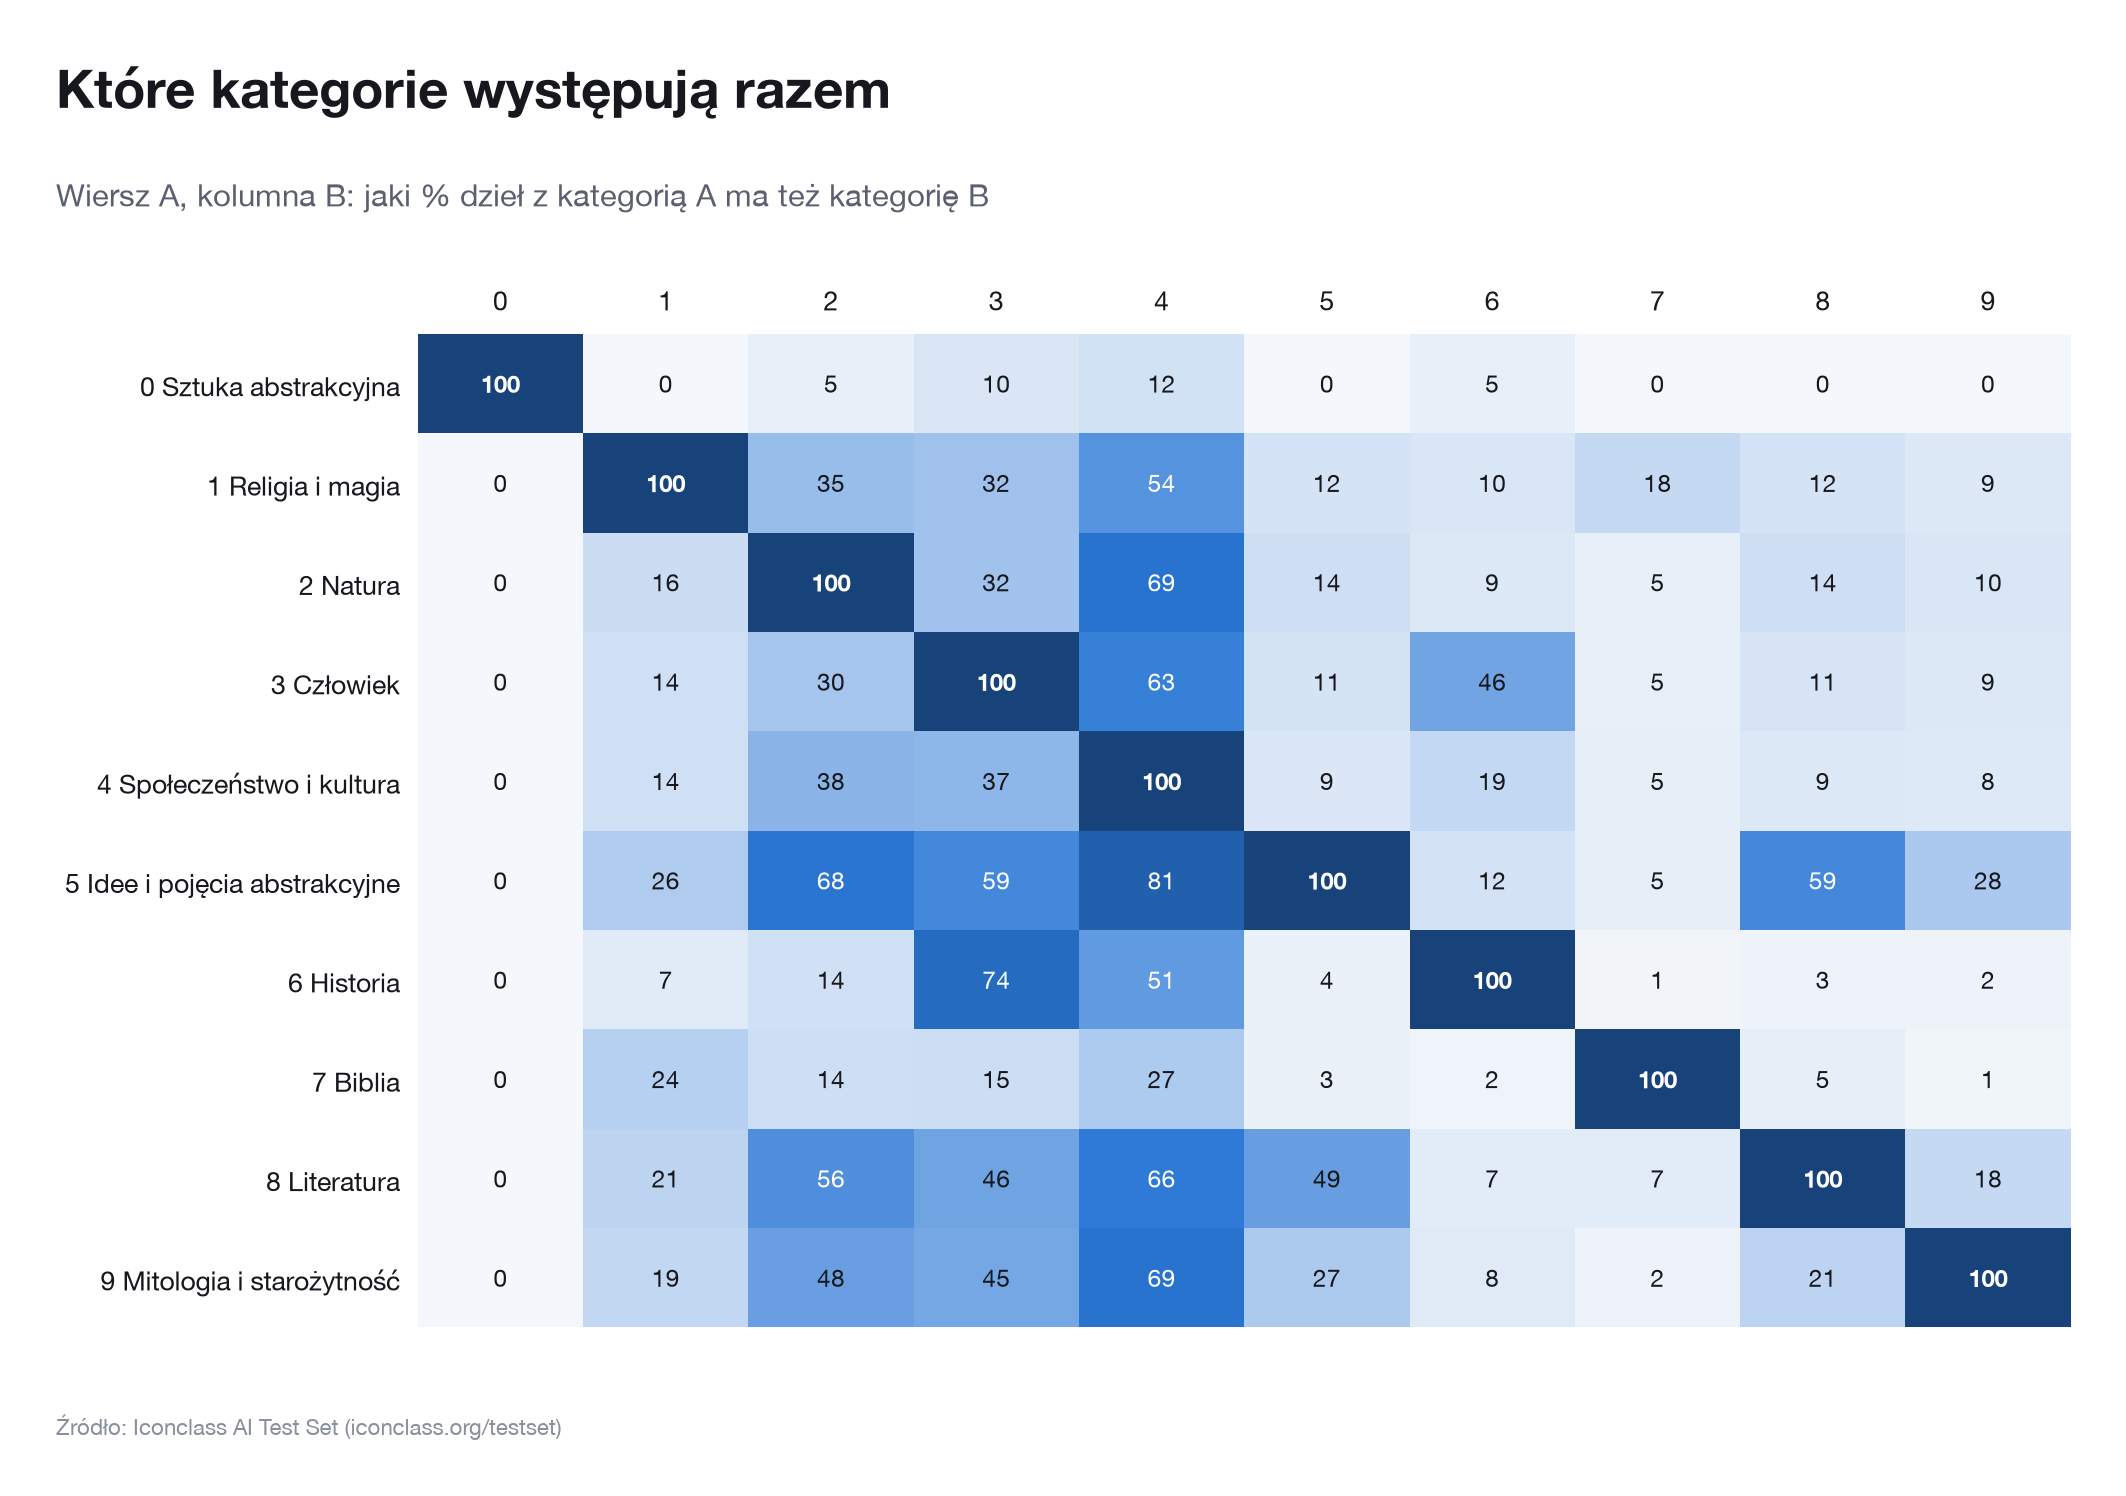 Które kategorie występują razem
Wiersz A, kolumna B: jaki % dzieł z kategorią A ma też kategorię B
0 1 2 3 4 5 6 7 8 9
0 Sztuka abstrakcyjna 100 0 5 10 12 0 5 0 0 0
1 Religia i magia 0 100 35 32 54 12 10 18 12 9
2 Natura 0 16 100 32 69 14 9 5 14 10
3 Człowiek 0 14 30 100 63 11 46 5 11 9
4 Społeczeństwo i kultura 0 14 38 37 100 9 19 5 9 8
5 Idee i pojęcia abstrakcyjne 0 26 68 59 81 100 12 5 59 28
6 Historia 0 7 14 74 51 4 100 1 3 2
7 Biblia 0 24 14 15 27 3 2 100 5 1
8 Literatura 0 21 56 46 66 49 7 7 100 18
9 Mitologia i starożytność 0 19 48 45 69 27 8 2 21 100
Źródło: Iconclass AI Test Set (iconclass.org/testset)